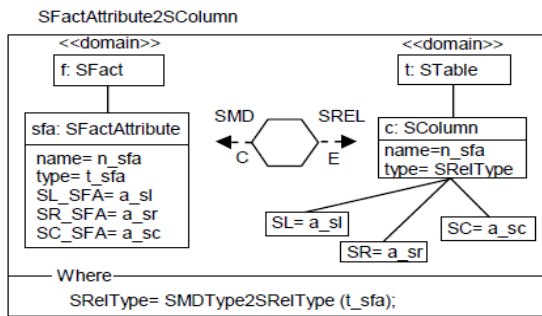 SFactAttribute2SColumn
<<domain>> <<domain>>
f: SFact t: STable
SMD SREL
sfa: SFactAttribute c: SColumn
C E
name= n_sfa
type= t_sfa
SL_SFA= a_sl
SR_SFA= a_sr
SC_SFA= a_sc
name=n_sfa
type= SRelType
SL= a_sl
SR= a_sr
SC= a_sc
Where
SRelType= SMDType2SRelType (t_sfa);